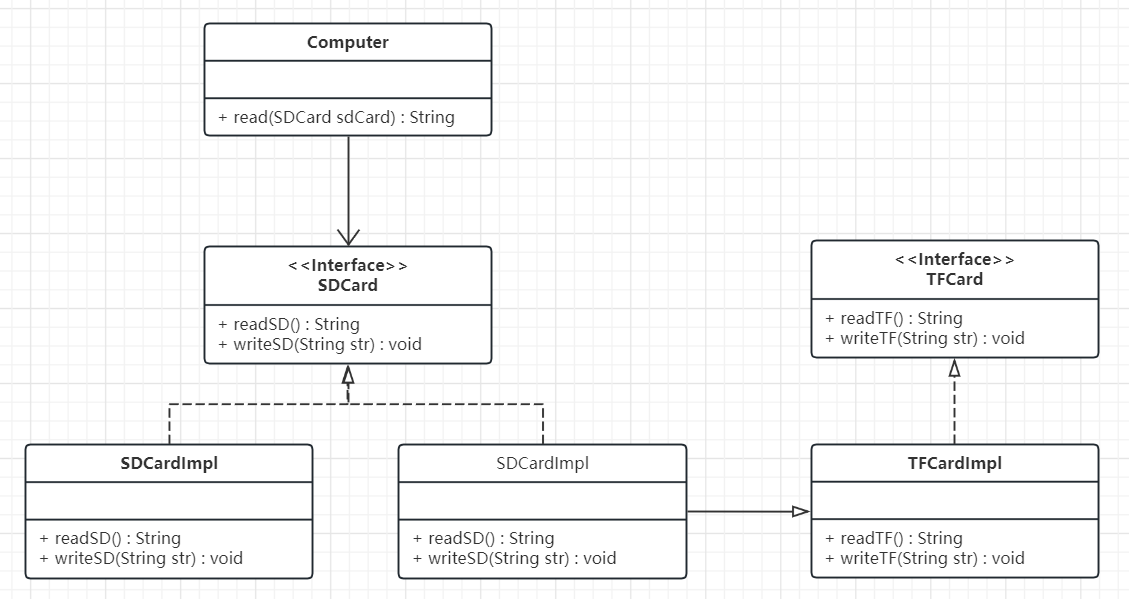 Computer
+ read(SDCard sdCard) : String
<<Interface>>
SDCard
+ readSD() : String
+ writeSD(String str) : void
<<Interface>>
TFCard
+ readTF() : String
+ writeTF(String str) : void
SDCardImpl
+ readSD() : String
+ writeSD(String str) : void
SDCardImpl
+ readSD() : String
+ writeSD(String str) : void
TFCardImpl
+ readTF() : String
+ writeTF(String str) : void